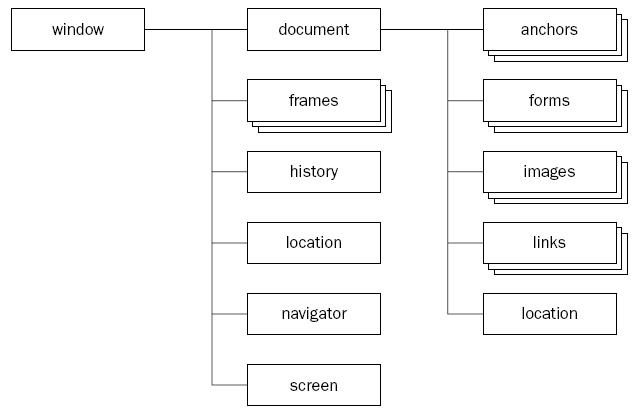 window
document
anchors
frames
forms
history
images
location
links
navigator
location
screen